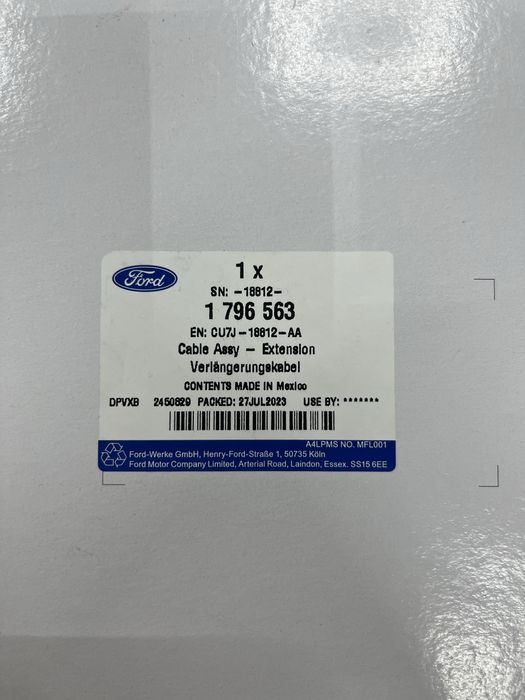 Ford
1 x
SN: -18812-
1 796 563
EN: CU7J-18812-AA
Cable Assy - Extension
Verlängerungskabel
CONTENTS MADE IN Mexico
DPVXB 2450829 PACKED: 27JUL2023 USE BY: *******
A4LPMS NO. MFL001
Ford-Werke GmbH, Henry-Ford-Straße 1, 50735 Köln
Ford Motor Company Limited, Arterial Road, Laindon, Essex. SS15 6EE